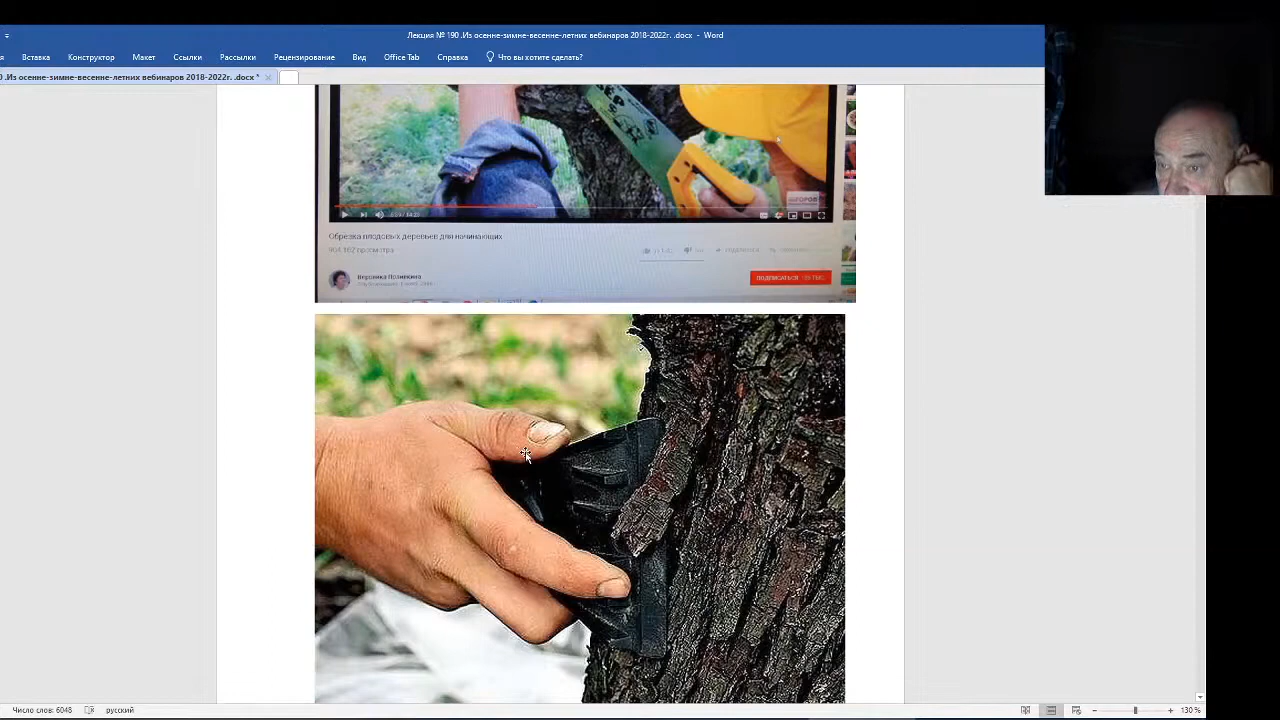 Лекция № 190 .Из осенне-зимне-весенне-летних вебинаров 2018-2022г. .docx - Word
Вставка Конструктор Макет Ссылки Рассылки Рецензирование Вид Office Tab Справка Что вы хотите сделать?
.Из осенне-зимне-весенне-летних вебинаров 2018-2022г. .docx *
Обрезка плодовых деревьев для начинающих
просмотра
ПОДПИСАТЬСЯ
Число слов: 6048 русский 130 %